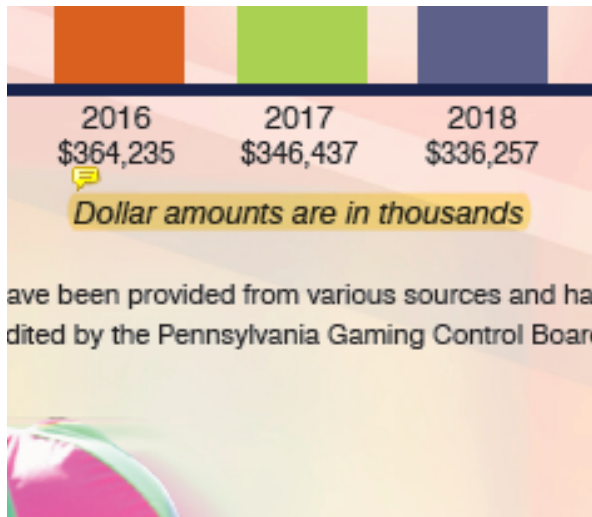 2016 2017 2018
$364,235 $346,437 $336,257
Dollar amounts are in thousands
ave been provided from various sources and ha
dited by the Pennsylvania Gaming Control Boar